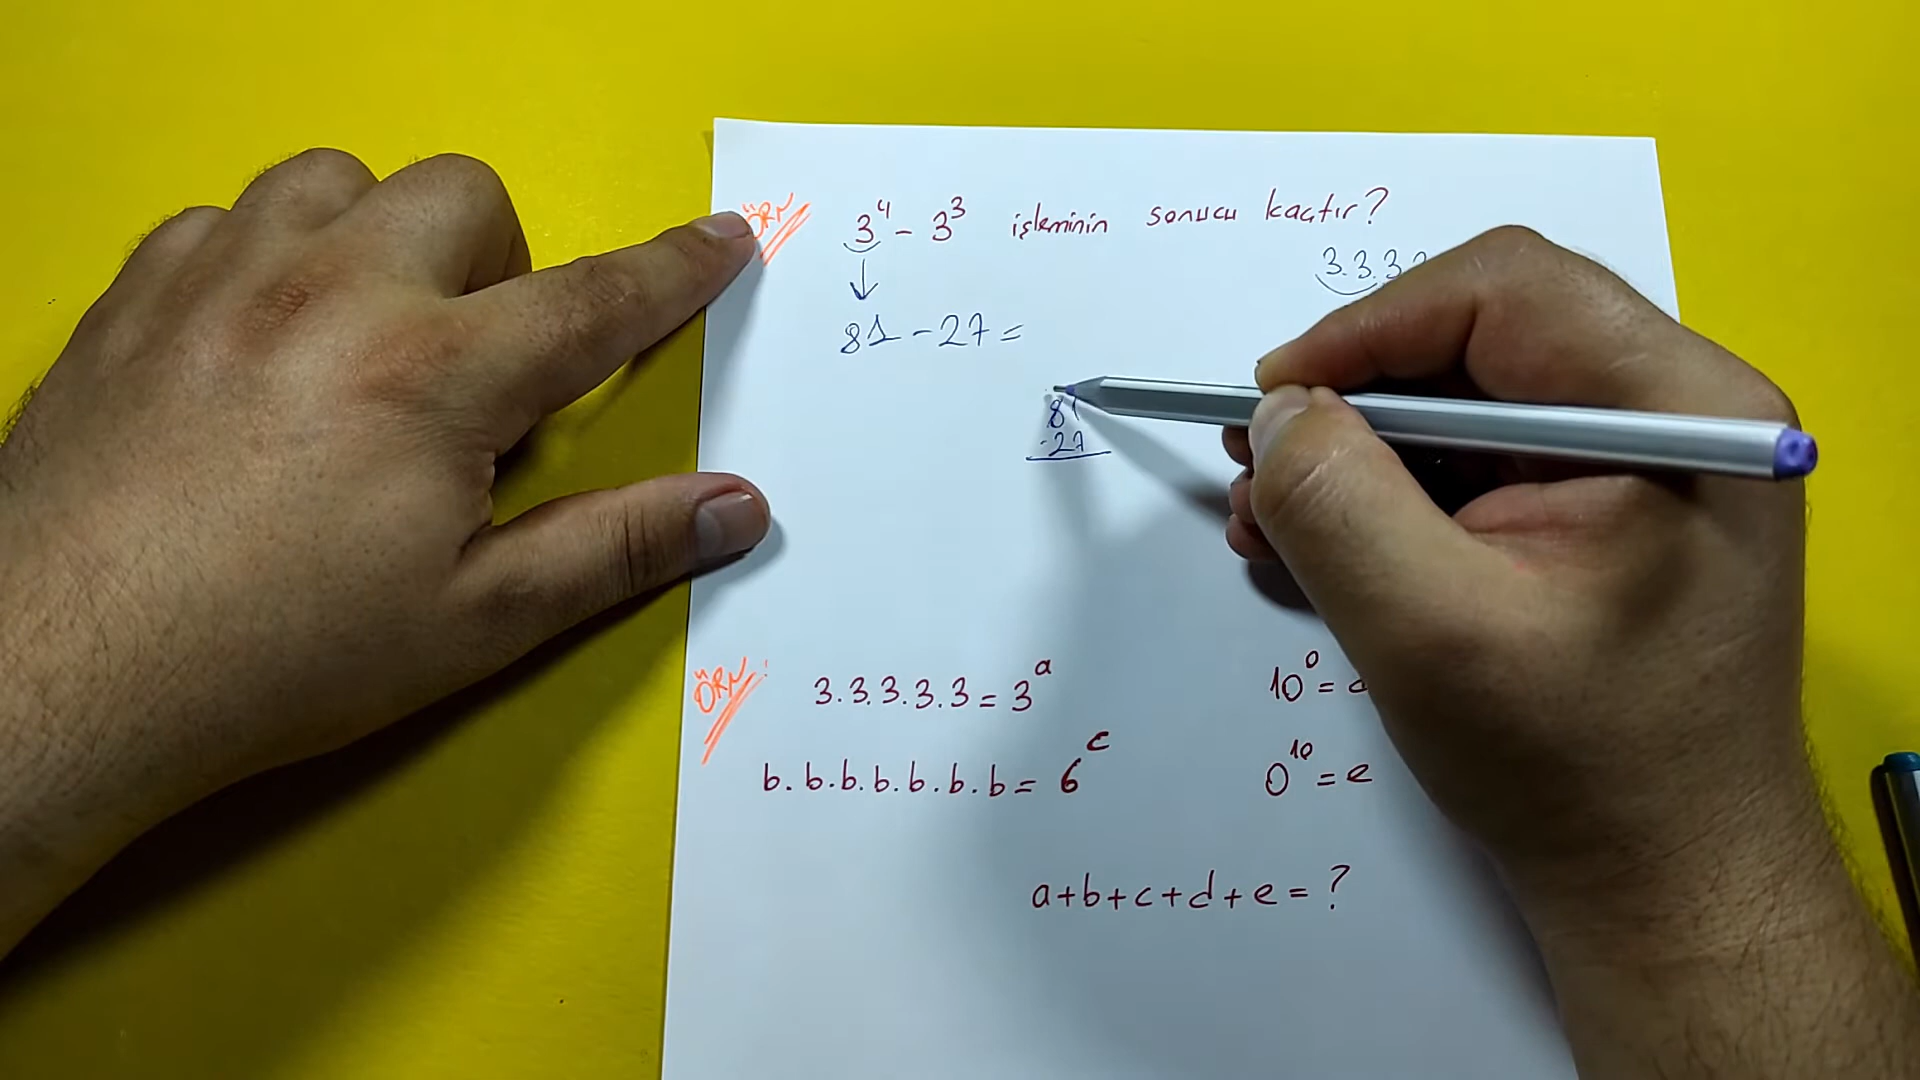 ÖRN 3⁴ - 3³ işleminin sonucu kaçtır?
3.3.3.3
81 - 27 =
81
-27
ÖRN: 3.3.3.3.3 = 3ᵃ
10⁰ =
b.b.b.b.b.b.b = 6ᶜ
0¹⁰ = e
a+b+c+d+e = ?